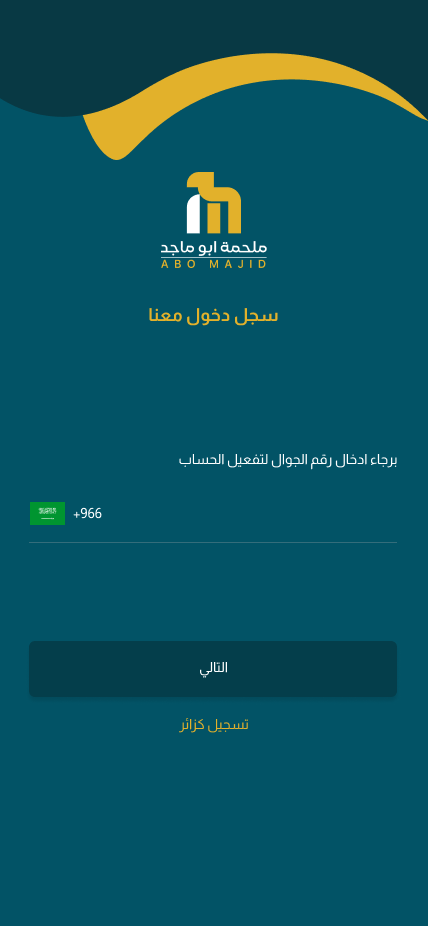 ملحمة ابو ماجد
ABO MAJID
سجل دخول معنا
برجاء ادخال رقم الجوال لتفعيل الحساب
+966
التالي
تسجيل كزائر